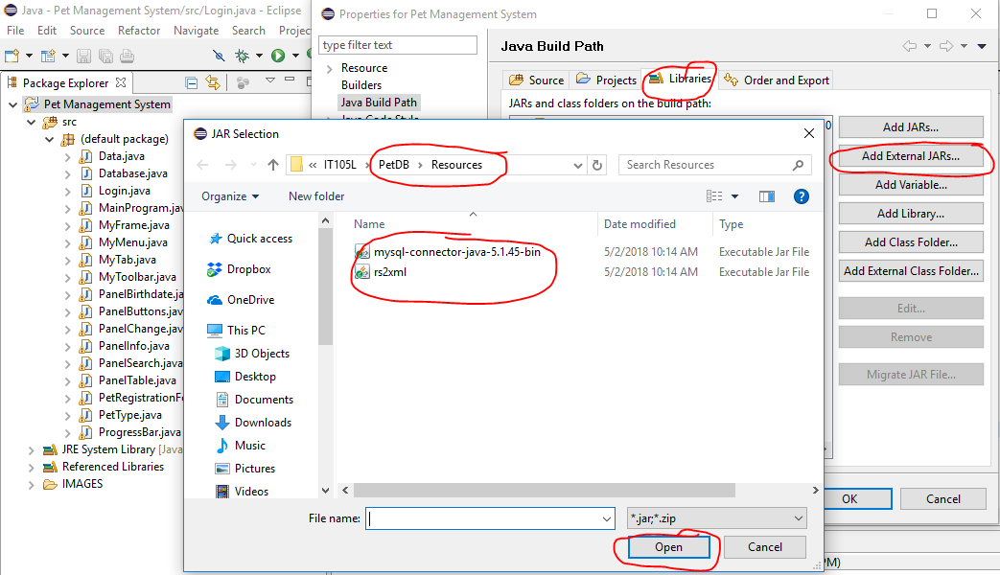 Java - Pet Management System/src/Login.java - Eclipse
File Edit Source Refactor Navigate Search Project
Package Explorer
Pet Management System
src
(default package)
Data.java
Database.java
Login.java
MainProgram.java
MyFrame.java
MyMenu.java
MyTab.java
MyToolbar.java
PanelBirthdate.ja
PanelButtons.java
PanelChange.java
PanelInfo.java
PanelSearch.java
PanelTable.java
PetRegistrationFo
PetType.java
ProgressBar.java
JRE System Library [Java
Referenced Libraries
IMAGES
Properties for Pet Management System
type filter text
Resource
Builders
Java Build Path
Java Code Style
Java Build Path
Source Projects Libraries Order and Export
JARs and class folders on the build path:
Add JARs...
Add External JARs...
Add Variable...
Add Library...
Add Class Folder...
Add External Class Folder...
Edit...
Remove
Migrate JAR File...
OK Cancel
JAR Selection
« IT105L > PetDB > Resources
Search Resources
Organize New folder
Quick access
Dropbox
OneDrive
This PC
3D Objects
Desktop
Documents
Downloads
Music
Pictures
Videos
Name Date modified Type
mysql-connector-java-5.1.45-bin 5/2/2018 10:14 AM Executable Jar File
rs2xml 5/2/2018 10:14 AM Executable Jar File
File name: *.jar;*.zip
Open Cancel
PM)